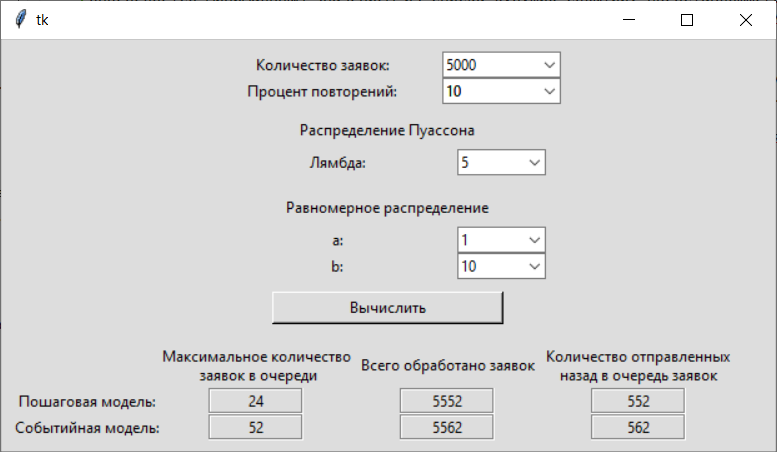 tk
Количество заявок: 5000
Процент повторений: 10
Распределение Пуассона
Лямбда: 5
Равномерное распределение
a: 1
b: 10
Вычислить
Максимальное количество
заявок в очереди
Всего обработано заявок
Количество отправленных
назад в очередь заявок
Пошаговая модель: 24 5552 552
Событийная модель: 52 5562 562